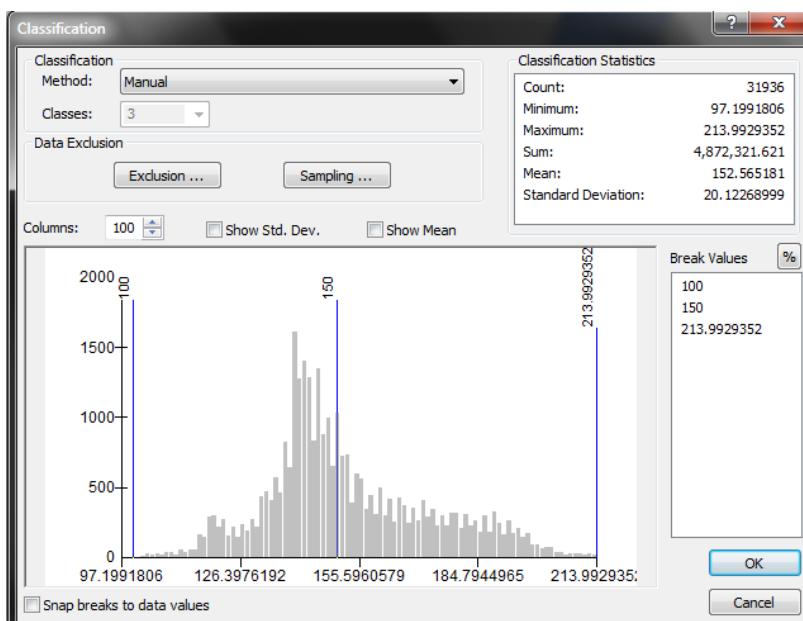 Classification
Classification
Method: Manual
Classes: 3
Data Exclusion
Exclusion ...
Sampling ...
Classification Statistics
Count: 31936
Minimum: 97.1991806
Maximum: 213.9929352
Sum: 4,872,321.621
Mean: 152.565181
Standard Deviation: 20.12268999
Columns: 100 Show Std. Dev. Show Mean
Break Values %
100
150
213.9929352
2000
1500
1000
500
0
100
150
213.9929352
97.1991806 126.3976192 155.5960579 184.7944965 213.9929352
Snap breaks to data values
OK
Cancel